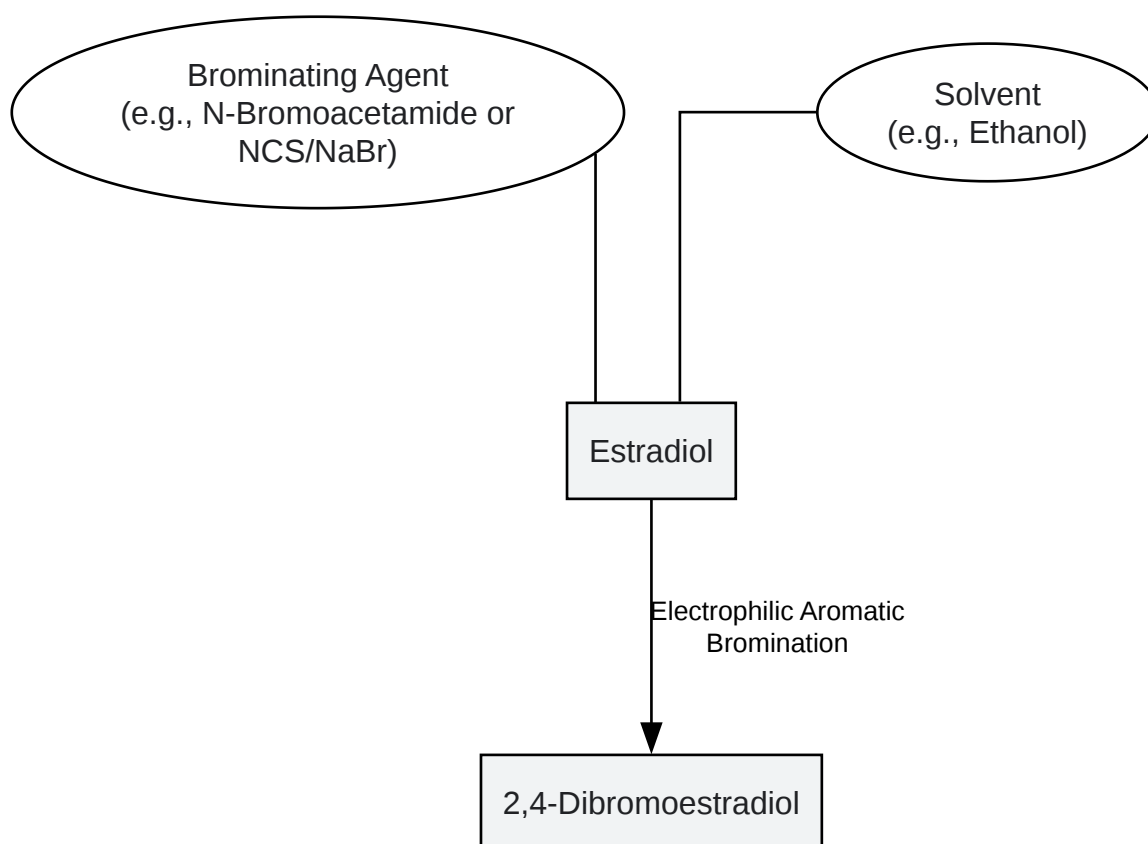 Brominating Agent
(e.g., N-Bromoacetamide or
NCS/NaBr)
Solvent
(e.g., Ethanol)
Estradiol
Electrophilic Aromatic
Bromination
2,4-Dibromoestradiol